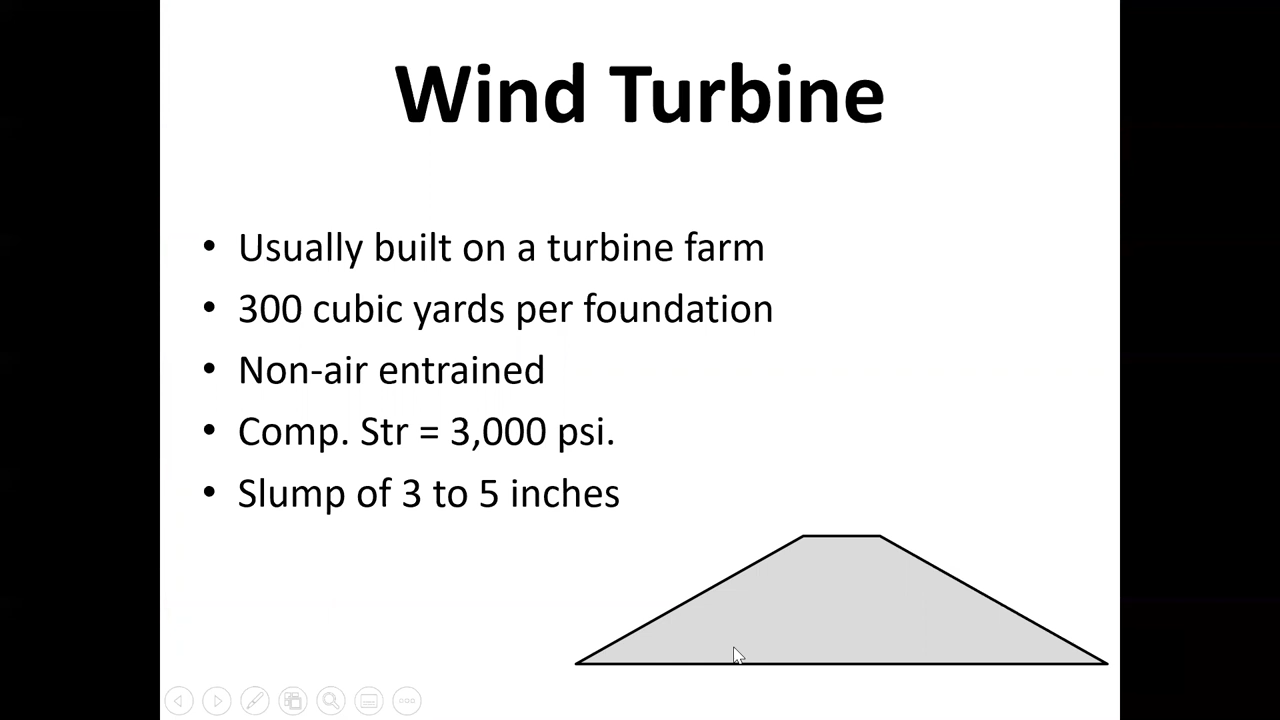 Wind Turbine
• Usually built on a turbine farm
• 300 cubic yards per foundation
• Non-air entrained
• Comp. Str = 3,000 psi.
• Slump of 3 to 5 inches